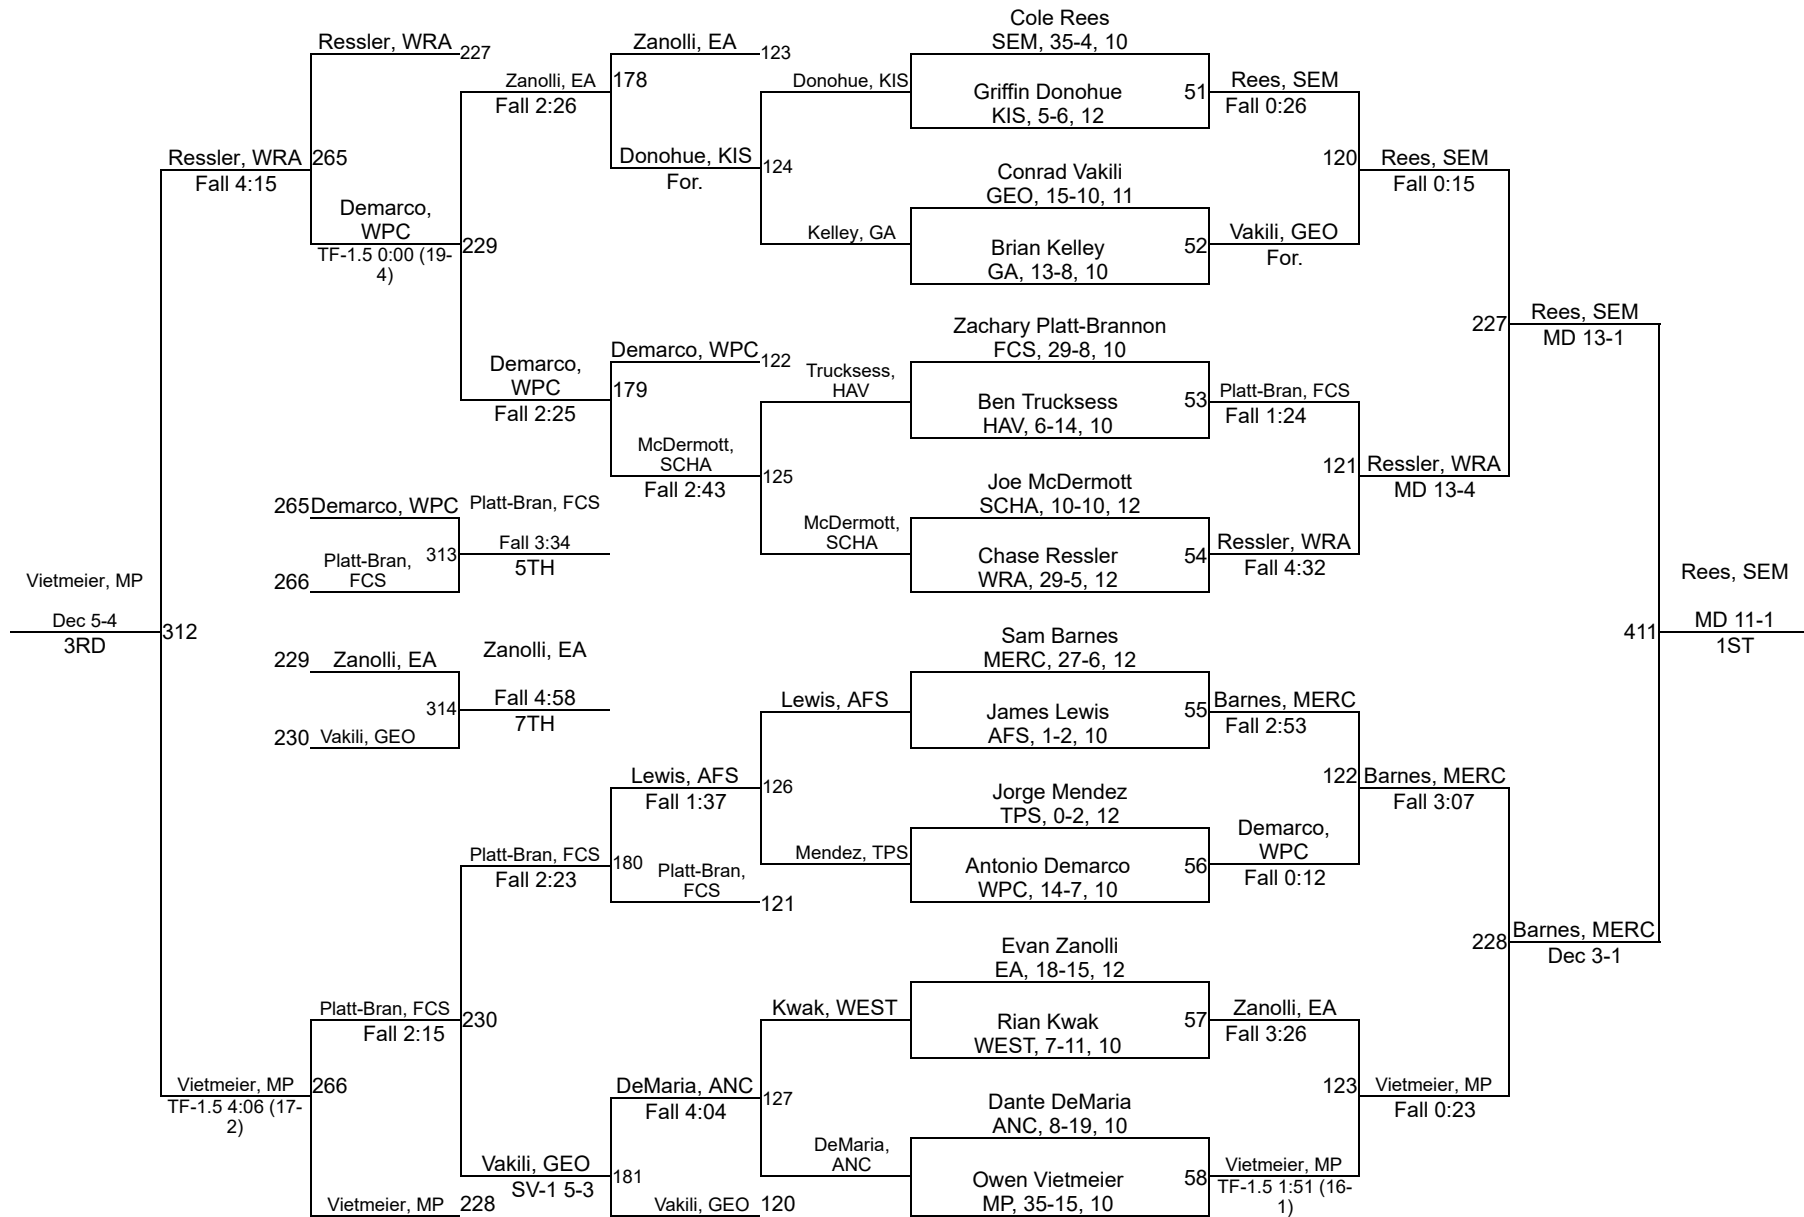 Cole Rees
SEM, 35-4, 10
Ressler, WRA
227
Zanolli, EA
123
Zanolli, EA
178
Fall 2:26
Donohue, KIS
Griffin Donohue
KIS, 5-6, 12
51
Rees, SEM
Fall 0:26
Ressler, WRA
265
Fall 4:15
Donohue, KIS
124
For.
Conrad Vakili
GEO, 15-10, 11
120
Rees, SEM
Fall 0:15
Demarco,
WPC
229
TF-1.5 0:00 (19-
4)
Kelley, GA
Brian Kelley
GA, 13-8, 10
52
Vakili, GEO
For.
Zachary Platt-Brannon
FCS, 29-8, 10
227
Rees, SEM
MD 13-1
Demarco,
WPC
179
Fall 2:25
Demarco, WPC
122
Trucksess,
HAV
Ben Trucksess
HAV, 6-14, 10
53
Platt-Bran, FCS
Fall 1:24
McDermott,
SCHA
125
Fall 2:43
Joe McDermott
SCHA, 10-10, 12
121
Ressler, WRA
MD 13-4
265
Demarco, WPC
Platt-Bran, FCS
313
Fall 3:34
5TH
266
Platt-Bran,
FCS
McDermott,
SCHA
Chase Ressler
WRA, 29-5, 12
54
Ressler, WRA
Fall 4:32
Vietmeier, MP
Dec 5-4
3RD
312
Rees, SEM
411
MD 11-1
1ST
229
Zanolli, EA
Zanolli, EA
314
Fall 4:58
7TH
230
Vakili, GEO
Sam Barnes
MERC, 27-6, 12
Lewis, AFS
James Lewis
AFS, 1-2, 10
55
Barnes, MERC
Fall 2:53
Lewis, AFS
126
Fall 1:37
Jorge Mendez
TPS, 0-2, 12
122
Barnes, MERC
Fall 3:07
Platt-Bran, FCS
180
Fall 2:23
Platt-Bran,
FCS
121
Mendez, TPS
Antonio Demarco
WPC, 14-7, 10
56
Demarco,
WPC
Fall 0:12
Evan Zanolli
EA, 18-15, 12
228
Barnes, MERC
Dec 3-1
Platt-Bran, FCS
230
Fall 2:15
Kwak, WEST
Rian Kwak
WEST, 7-11, 10
57
Zanolli, EA
Fall 3:26
Vietmeier, MP
266
TF-1.5 4:06 (17-
2)
DeMaria, ANC
127
Fall 4:04
Dante DeMaria
ANC, 8-19, 10
123
Vietmeier, MP
Fall 0:23
Vakili, GEO
181
SV-1 5-3
DeMaria,
ANC
Owen Vietmeier
MP, 35-15, 10
58
Vietmeier, MP
TF-1.5 1:51 (16-
1)
Vietmeier, MP
228
Vakili, GEO
120